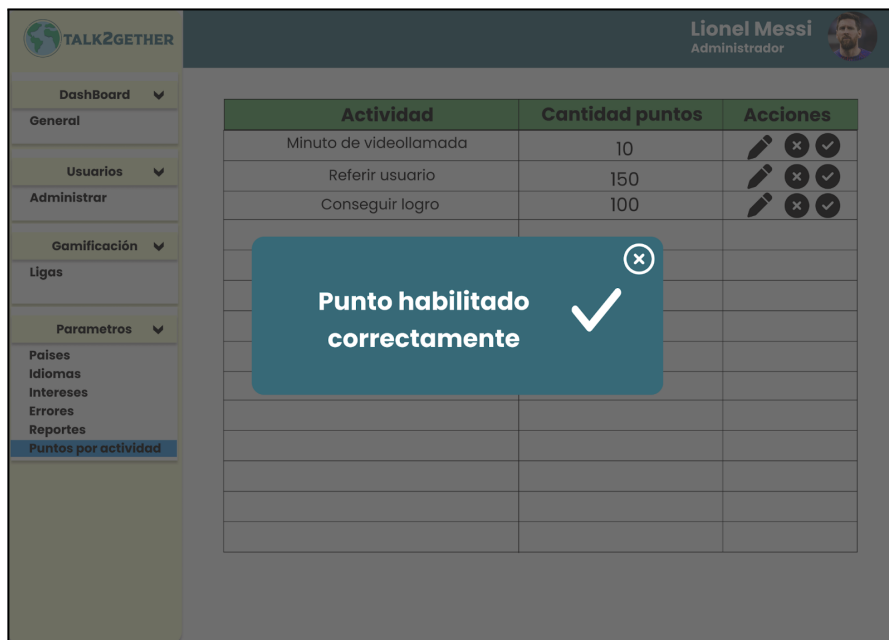 TALK2GETHER
Lionel Messi
Administrador
DashBoard
General
Usuarios
Administrar
Gamificación
Ligas
Parametros
Paises
Idiomas
Intereses
Errores
Reportes
Puntos por actividad
Actividad Cantidad puntos Acciones
Minuto de videollamada 10
Referir usuario 150
Conseguir logro 100
Punto habilitado
correctamente